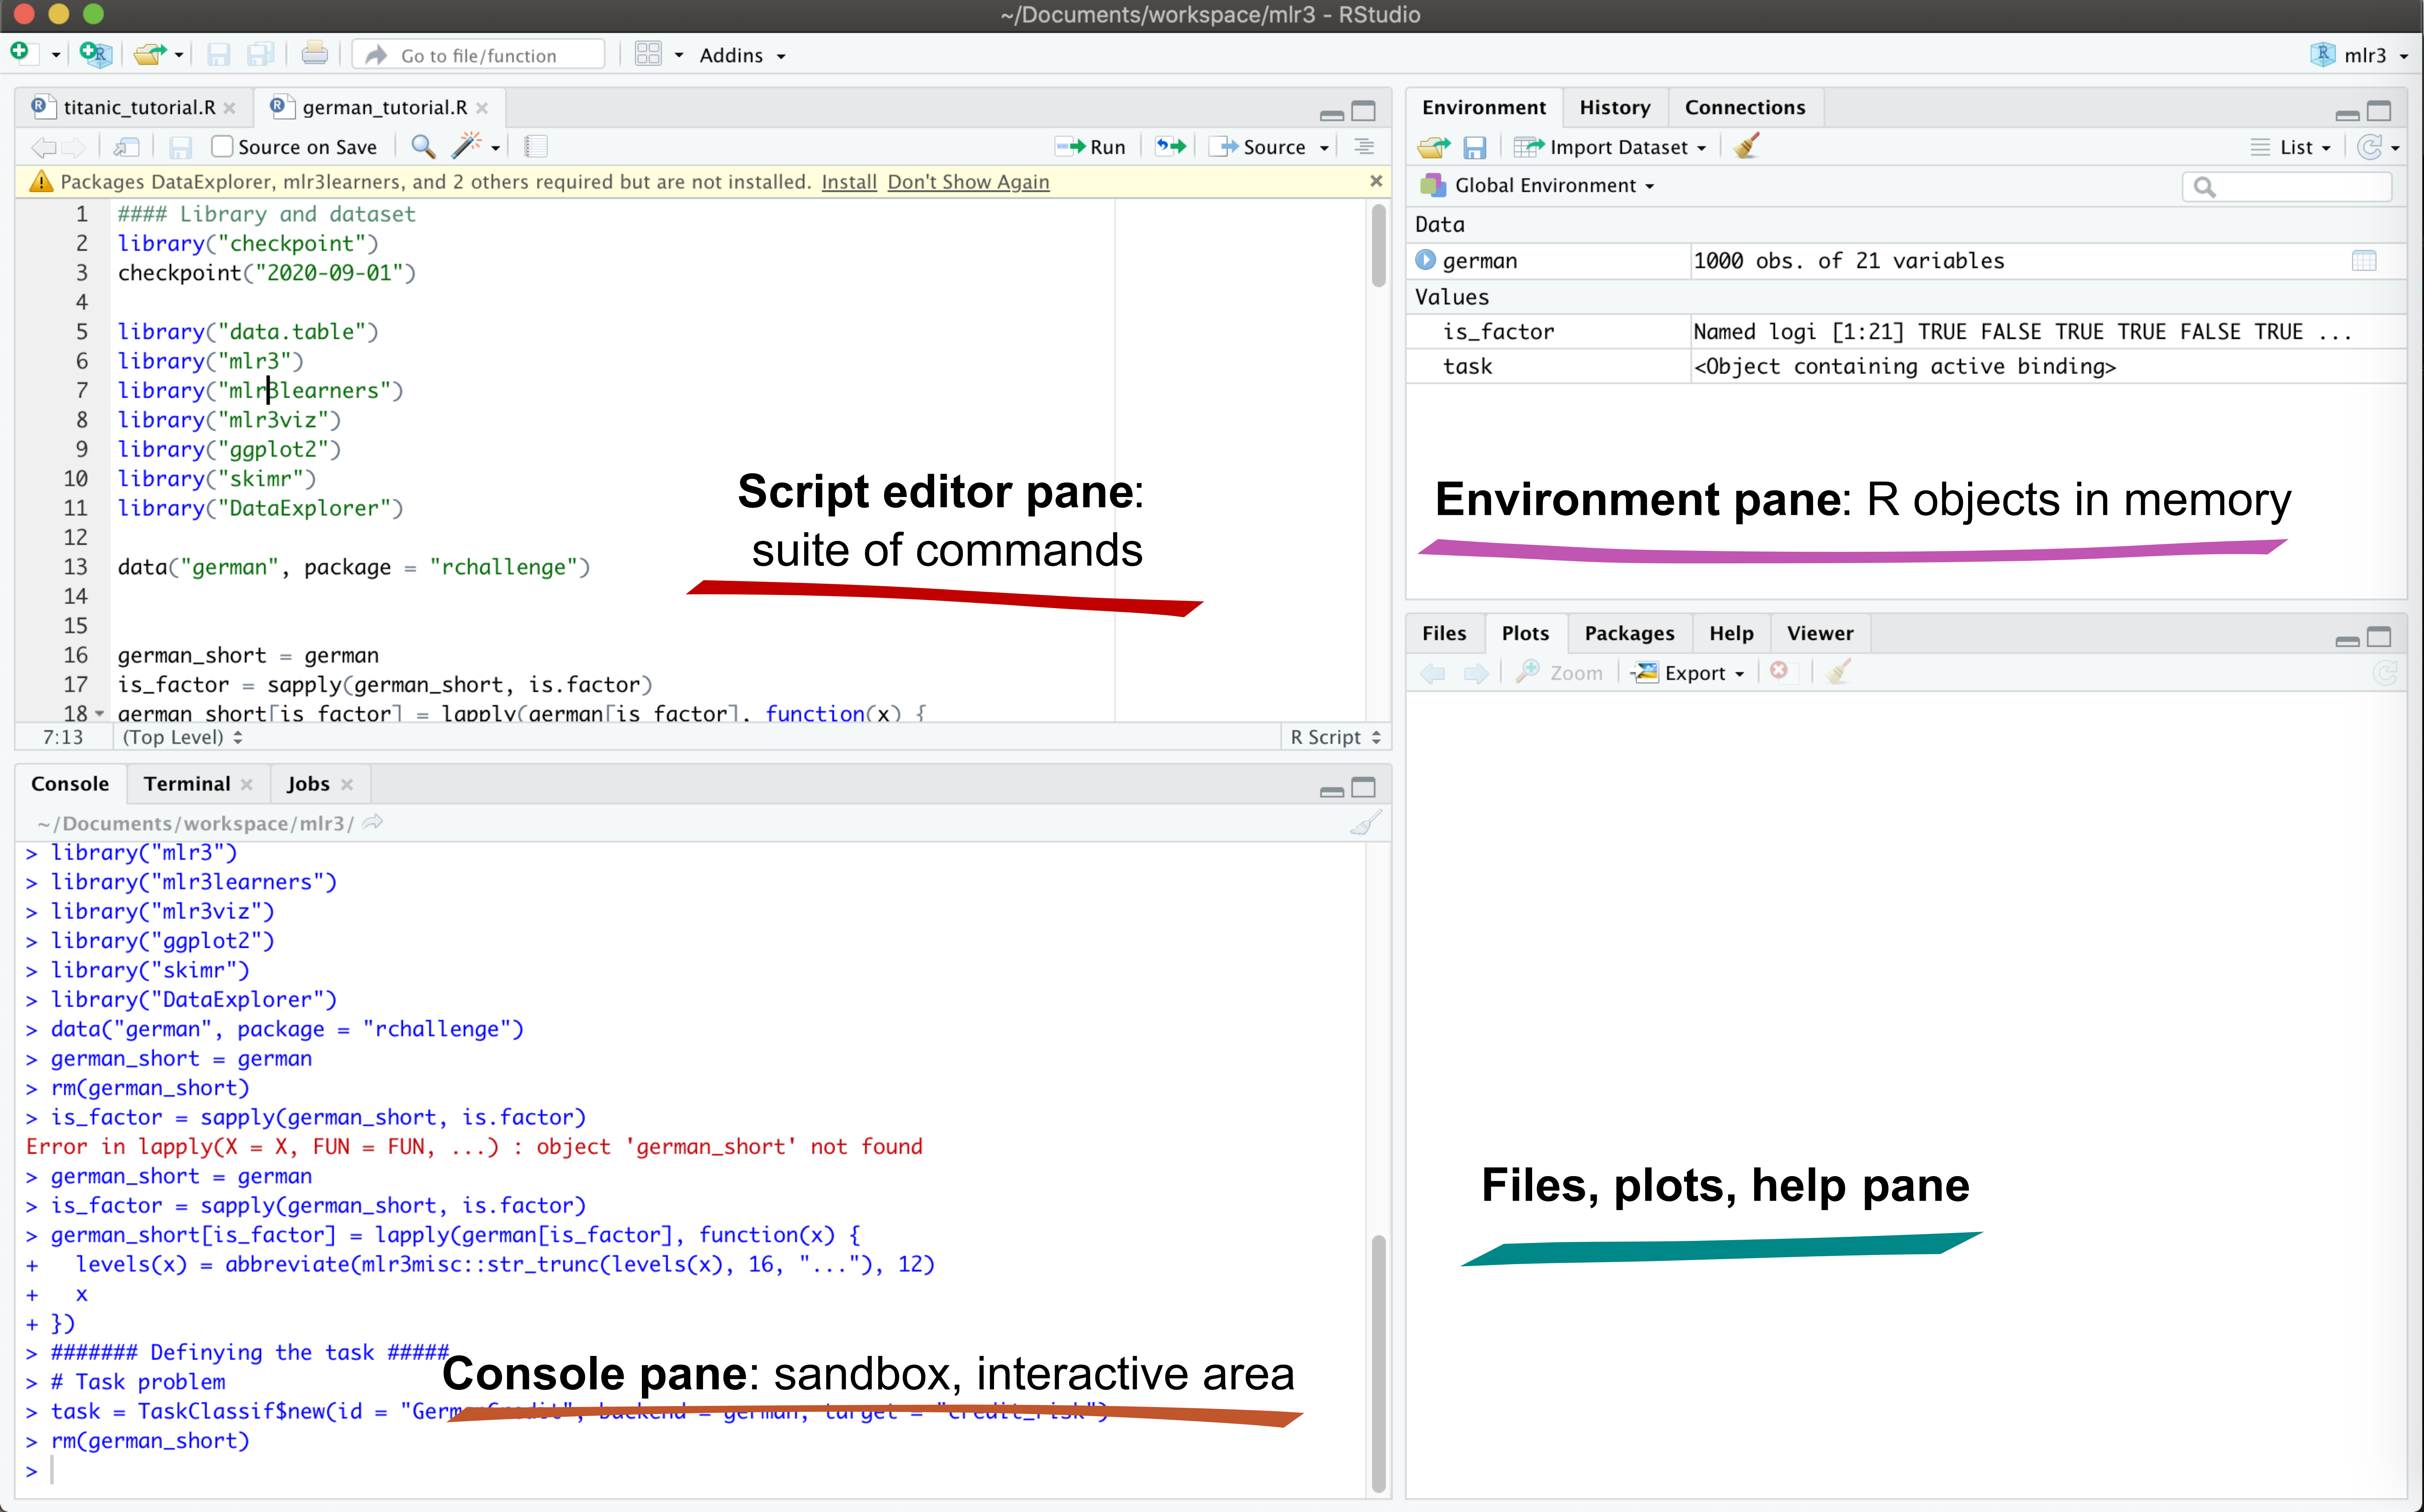 ~/Documents/workspace/mlr3 - RStudio
Go to file/function
Addins
mlr3
titanic_tutorial.R
german_tutorial.R
Source on Save
Run
Source
Packages DataExplorer, mlr3learners, and 2 others required but are not installed. Install Don't Show Again
1 #### Library and dataset
2 library("checkpoint")
3 checkpoint("2020-09-01")
4
5 library("data.table")
6 library("mlr3")
7 library("mlr3learners")
8 library("mlr3viz")
9 library("ggplot2")
10 library("skimr")
11 library("DataExplorer")
12
13 data("german", package = "rchallenge")
14
15
16 german_short = german
17 is_factor = sapply(german_short, is.factor)
18 german_short[is_factor] = lapply(german[is_factor], function(x) {
Script editor pane:
suite of commands
7:13 (Top Level)
R Script
Console Terminal Jobs
~/Documents/workspace/mlr3/
> library("mlr3")
> library("mlr3learners")
> library("mlr3viz")
> library("ggplot2")
> library("skimr")
> library("DataExplorer")
> data("german", package = "rchallenge")
> german_short = german
> rm(german_short)
> is_factor = sapply(german_short, is.factor)
Error in lapply(X = X, FUN = FUN, ...) : object 'german_short' not found
> german_short = german
> is_factor = sapply(german_short, is.factor)
> german_short[is_factor] = lapply(german[is_factor], function(x) {
+   levels(x) = abbreviate(mlr3misc::str_trunc(levels(x), 16, "..."), 12)
+   x
+ })
> ####### Definying the task #####
> # Task problem
> task = TaskClassif$new(id = "GermanCredit", backend = german, target = "credit_risk")
> rm(german_short)
>
Console pane: sandbox, interactive area
Environment History Connections
Import Dataset
List
Global Environment
Data
german 1000 obs. of 21 variables
Values
is_factor Named logi [1:21] TRUE FALSE TRUE TRUE FALSE TRUE ...
task <Object containing active binding>
Environment pane: R objects in memory
Files Plots Packages Help Viewer
Zoom
Export
Files, plots, help pane